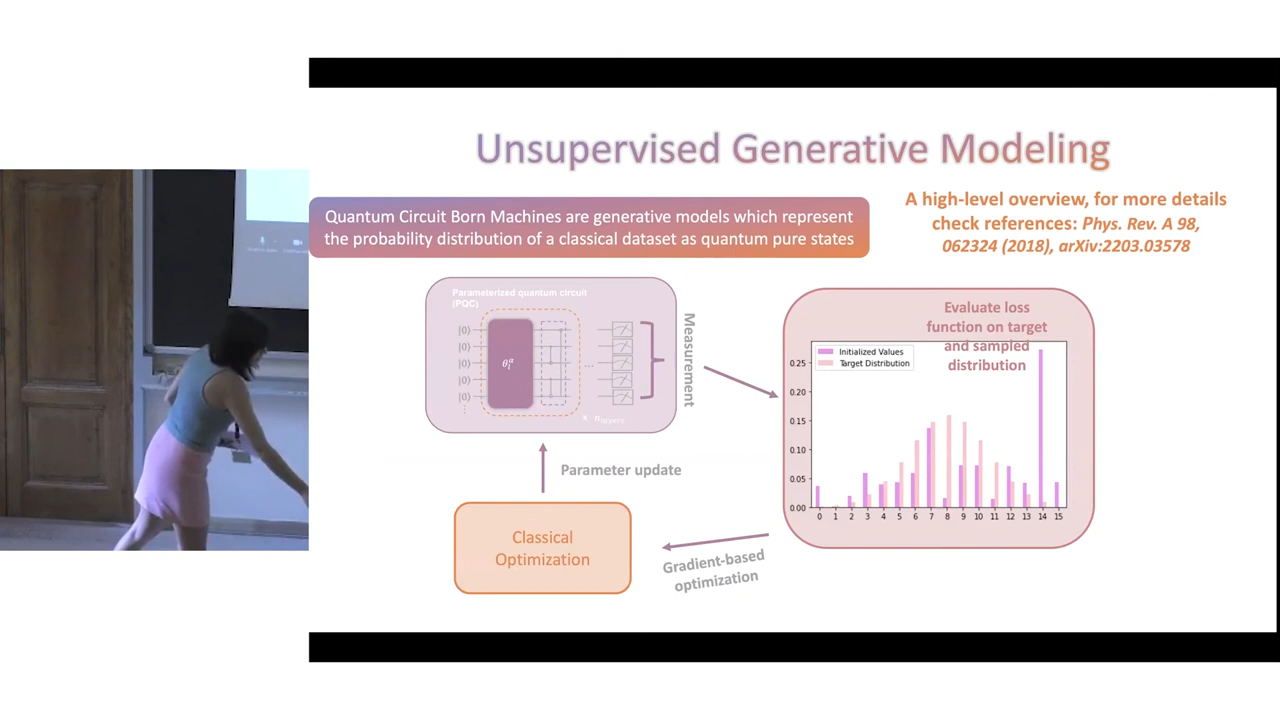 Unsupervised Generative Modeling
Quantum Circuit Born Machines are generative models which represent
the probability distribution of a classical dataset as quantum pure states
A high-level overview, for more details
check references: Phys. Rev. A 98,
062324 (2018), arXiv:2203.03578
Parameterized quantum circuit
(PQC)
|0⟩
|0⟩
|0⟩
|0⟩
|0⟩
θ_l^α
...
× n_layers
Measurement
Evaluate loss
function on target
and sampled
distribution
Initialized Values
Target Distribution
0.25
0.20
0.15
0.10
0.05
0.00
0 1 2 3 4 5 6 7 8 9 10 11 12 13 14 15
Parameter update
Classical
Optimization
Gradient-based
optimization